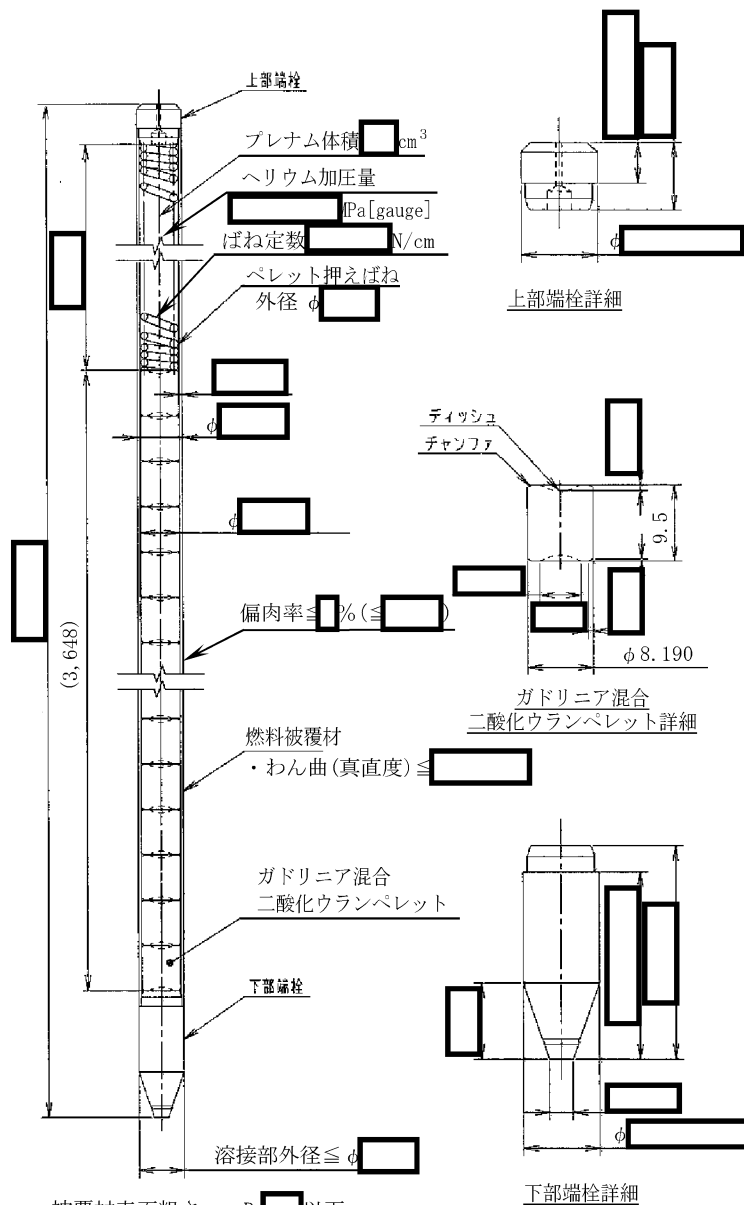 上部端栓
プレナム体積 cm³
ヘリウム加圧量
MPa[gauge]
ばね定数 N/cm
ペレット押えばね
外径 φ
φ
φ
偏肉率≦ %(≦ )
(3,648)
燃料被覆材
・わん曲(真直度)≦
ガドリニア混合
二酸化ウランペレット
下部端栓
溶接部外径≦ φ
φ
上部端栓詳細
ディッシュ
チャンファ
9.5
φ8.190
ガドリニア混合
二酸化ウランペレット詳細
φ
下部端栓詳細